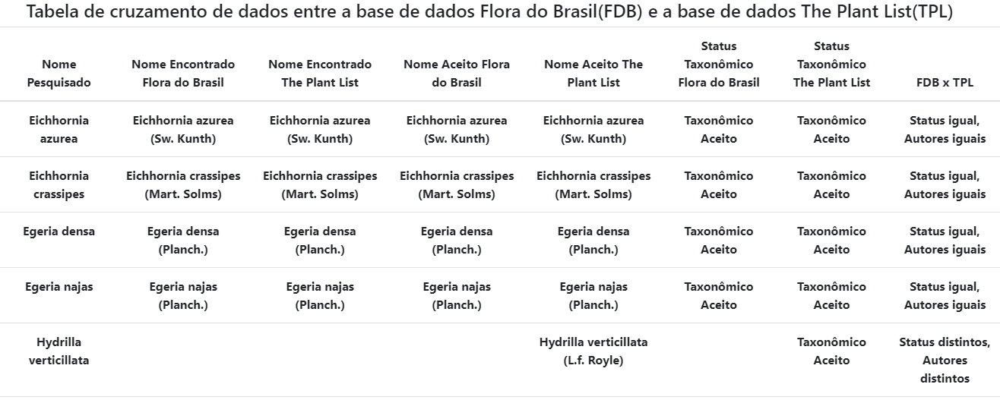 Tabela de cruzamento de dados entre a base de dados Flora do Brasil(FDB) e a base de dados The Plant List(TPL)
Nome Pesquisado | Nome Encontrado Flora do Brasil | Nome Encontrado The Plant List | Nome Aceito Flora do Brasil | Nome Aceito The Plant List | Status Taxonômico Flora do Brasil | Status Taxonômico The Plant List | FDB x TPL
Eichhornia azurea | Eichhornia azurea (Sw. Kunth) | Eichhornia azurea (Sw. Kunth) | Eichhornia azurea (Sw. Kunth) | Eichhornia azurea (Sw. Kunth) | Taxonômico Aceito | Taxonômico Aceito | Status igual, Autores iguais
Eichhornia crassipes | Eichhornia crassipes (Mart. Solms) | Eichhornia crassipes (Mart. Solms) | Eichhornia crassipes (Mart. Solms) | Eichhornia crassipes (Mart. Solms) | Taxonômico Aceito | Taxonômico Aceito | Status igual, Autores iguais
Egeria densa | Egeria densa (Planch.) | Egeria densa (Planch.) | Egeria densa (Planch.) | Egeria densa (Planch.) | Taxonômico Aceito | Taxonômico Aceito | Status igual, Autores iguais
Egeria najas | Egeria najas (Planch.) | Egeria najas (Planch.) | Egeria najas (Planch.) | Egeria najas (Planch.) | Taxonômico Aceito | Taxonômico Aceito | Status igual, Autores iguais
Hydrilla verticillata | | | | Hydrilla verticillata (L.f. Royle) | | Taxonômico Aceito | Status distintos, Autores distintos